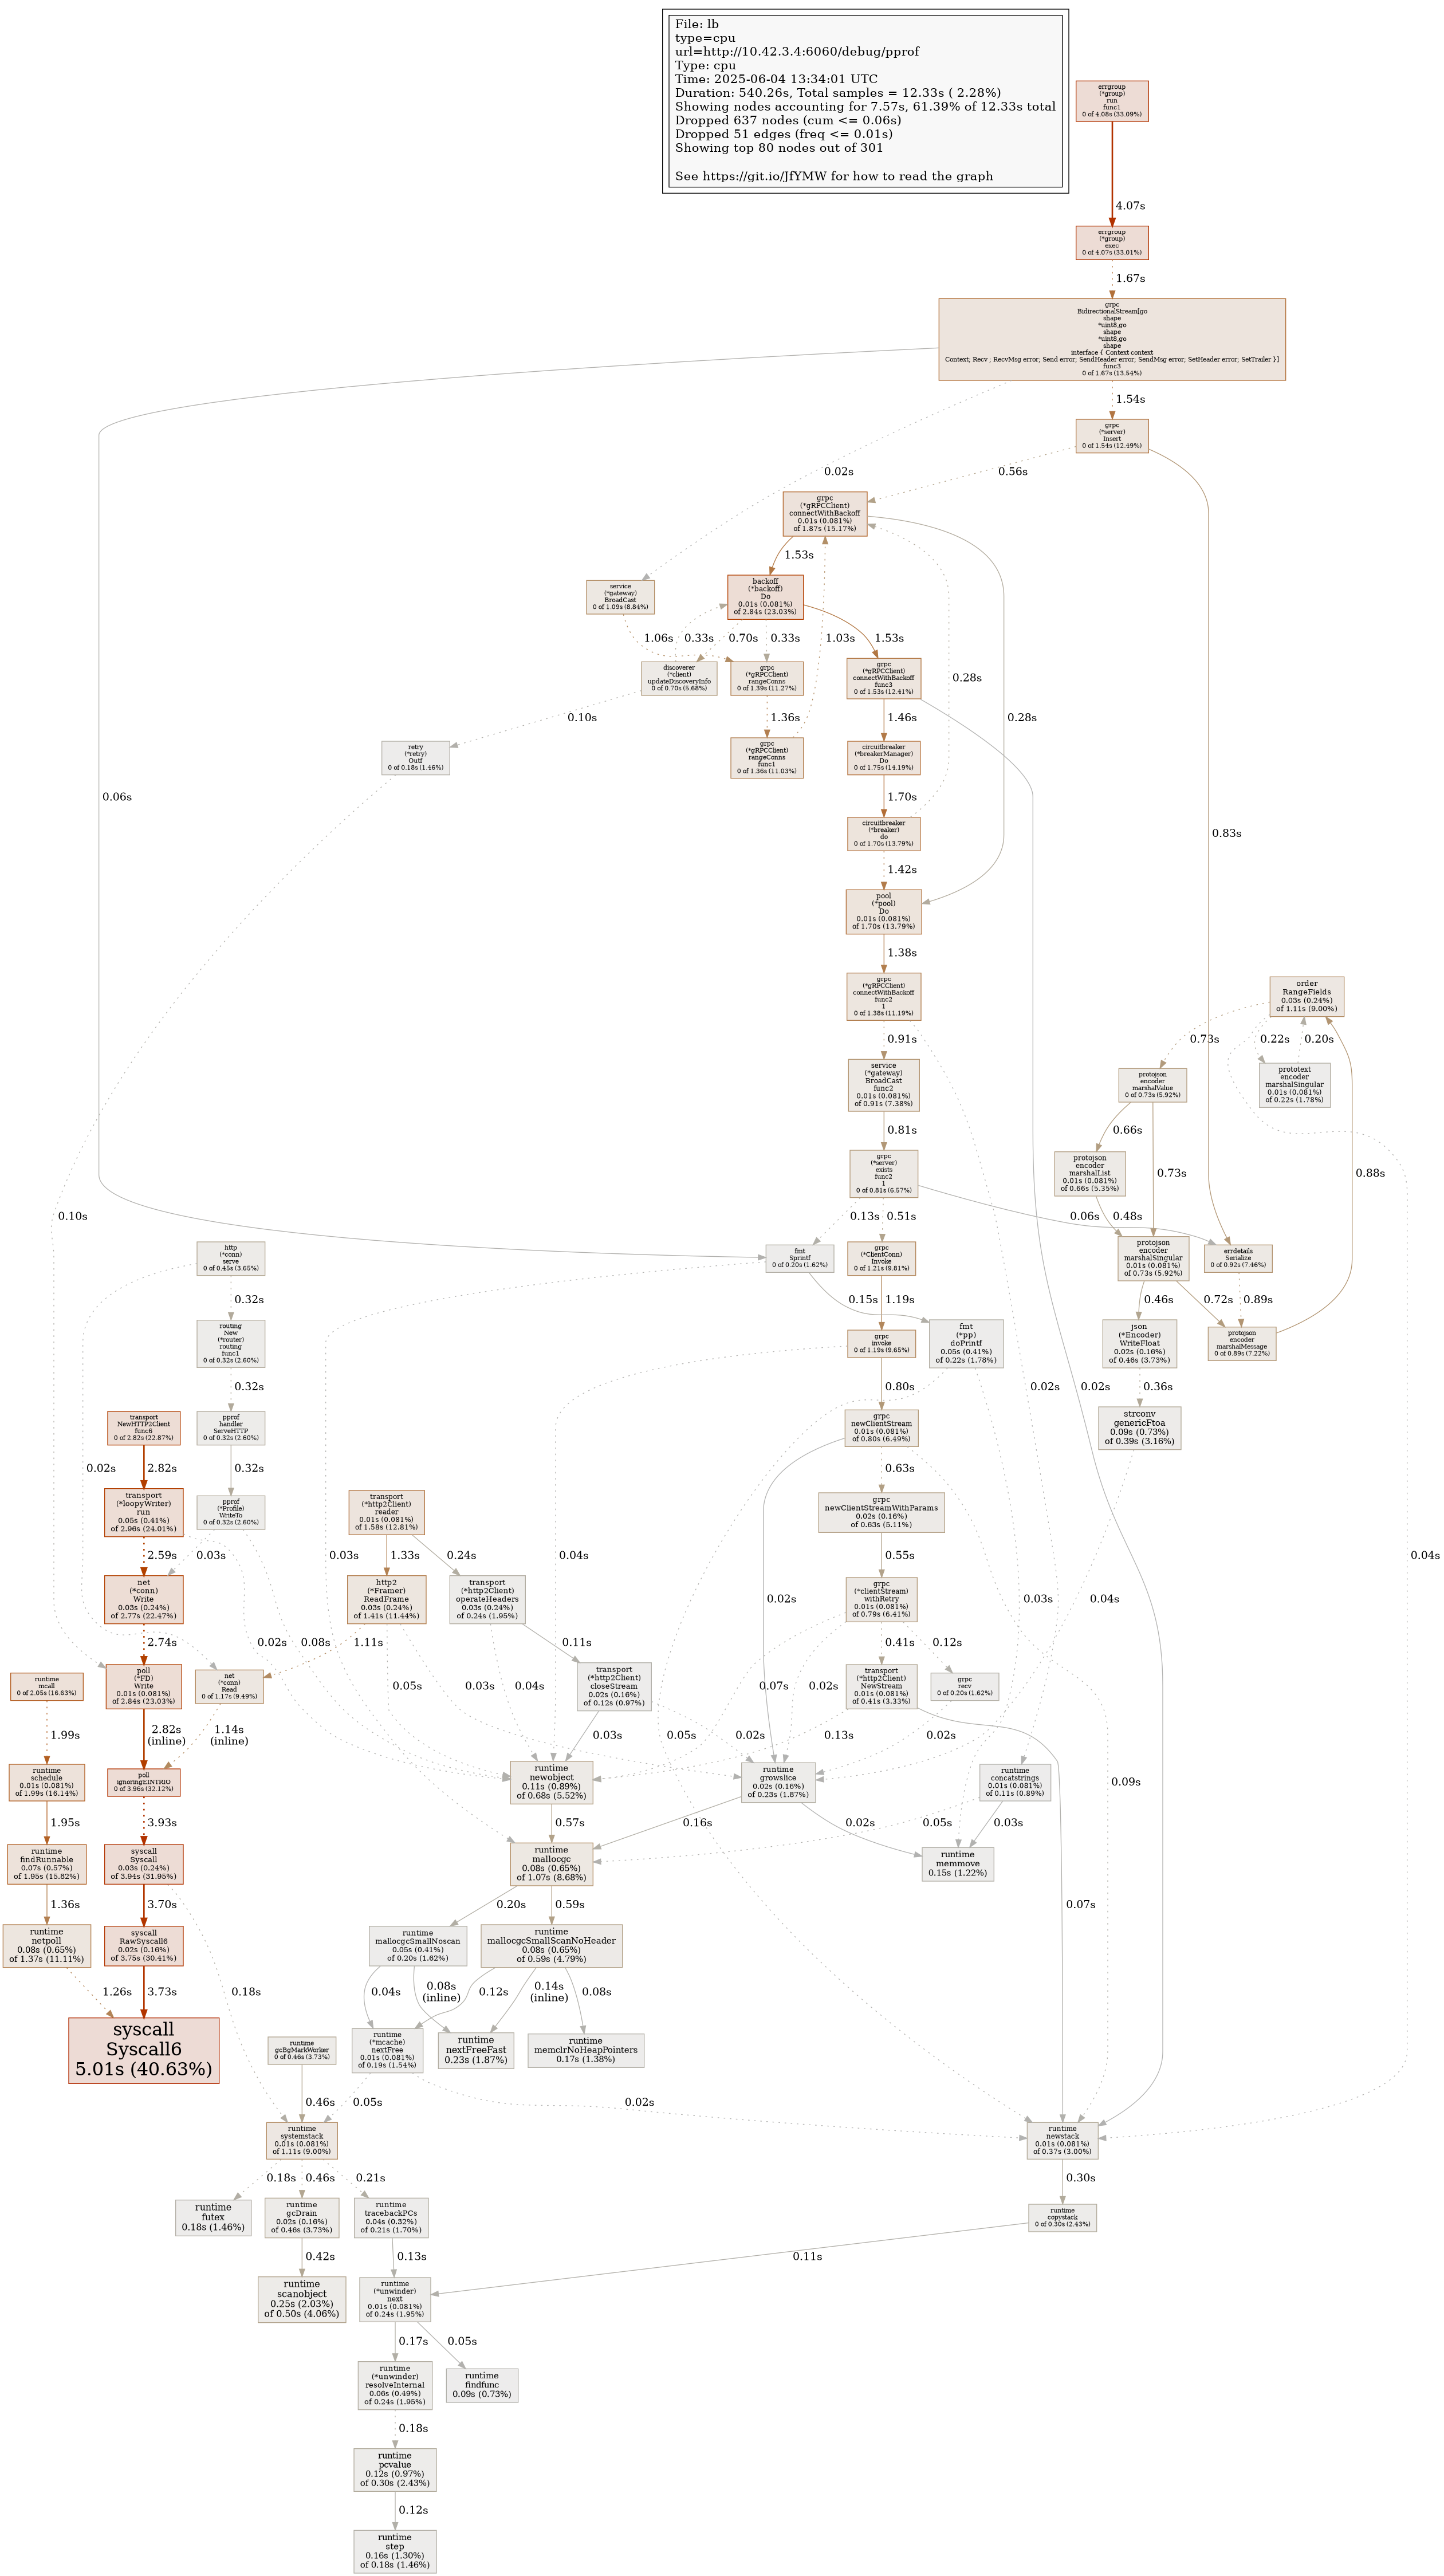 File: lb
type=cpu
url=http://10.42.3.4:6060/debug/pprof
Type: cpu
Time: 2025-06-04 13:34:01 UTC
Duration: 540.26s, Total samples = 12.33s ( 2.28%)
Showing nodes accounting for 7.57s, 61.39% of 12.33s total
Dropped 637 nodes (cum <= 0.06s)
Dropped 51 edges (freq <= 0.01s)
Showing top 80 nodes out of 301
See https://git.io/JfYMW for how to read the graph
errgroup
(*group)
run
func1
0 of 4.08s (33.09%)
4.07s
errgroup
(*group)
exec
0 of 4.07s (33.01%)
1.67s
grpc
BidirectionalStream[go
shape
*uint8,go
shape
*uint8,go
shape
interface { Context context
Context; Recv ; RecvMsg error; Send error; SendHeader error; SendMsg error; SetHeader error; SetTrailer }]
func3
0 of 1.67s (13.54%)
1.54s
grpc
(*server)
Insert
0 of 1.54s (12.49%)
0.02s
0.56s
grpc
(*gRPCClient)
connectWithBackoff
0.01s (0.081%)
of 1.87s (15.17%)
1.53s
service
(*gateway)
BroadCast
0 of 1.09s (8.84%)
backoff
(*backoff)
Do
0.01s (0.081%)
of 2.84s (23.03%)
1.06s
0.33s
0.70s
0.33s
1.03s
1.53s
discoverer
(*client)
updateDiscoveryInfo
0 of 0.70s (5.68%)
grpc
(*gRPCClient)
rangeConns
0 of 1.39s (11.27%)
grpc
(*gRPCClient)
connectWithBackoff
func3
0 of 1.53s (12.41%)
0.28s
0.10s
1.36s
1.46s
0.28s
retry
(*retry)
Outf
0 of 0.18s (1.46%)
grpc
(*gRPCClient)
rangeConns
func1
0 of 1.36s (11.03%)
circuitbreaker
(*breakerManager)
Do
0 of 1.75s (14.19%)
0.06s
1.70s
circuitbreaker
(*breaker)
do
0 of 1.70s (13.79%)
0.83s
1.42s
pool
(*pool)
Do
0.01s (0.081%)
of 1.70s (13.79%)
1.38s
grpc
(*gRPCClient)
connectWithBackoff
func2
1
0 of 1.38s (11.19%)
order
RangeFields
0.03s (0.24%)
of 1.11s (9.00%)
0.91s
0.73s
0.22s
0.20s
service
(*gateway)
BroadCast
func2
0.01s (0.081%)
of 0.91s (7.38%)
protojson
encoder
marshalValue
0 of 0.73s (5.92%)
prototext
encoder
marshalSingular
0.01s (0.081%)
of 0.22s (1.78%)
0.81s
0.66s
grpc
(*server)
exists
func2
1
0 of 0.81s (6.57%)
protojson
encoder
marshalList
0.01s (0.081%)
of 0.66s (5.35%)
0.73s
0.88s
0.10s
0.13s
0.51s
0.06s
0.48s
http
(*conn)
serve
0 of 0.45s (3.65%)
fmt
Sprintf
0 of 0.20s (1.62%)
grpc
(*ClientConn)
Invoke
0 of 1.21s (9.81%)
protojson
encoder
marshalSingular
0.01s (0.081%)
of 0.73s (5.92%)
errdetails
Serialize
0 of 0.92s (7.46%)
0.32s
0.15s
1.19s
0.46s
0.72s
0.89s
routing
New
(*router)
routing
func1
0 of 0.32s (2.60%)
grpc
invoke
0 of 1.19s (9.65%)
fmt
(*pp)
doPrintf
0.05s (0.41%)
of 0.22s (1.78%)
json
(*Encoder)
WriteFloat
0.02s (0.16%)
of 0.46s (3.73%)
protojson
encoder
marshalMessage
0 of 0.89s (7.22%)
0.32s
0.80s
0.02s
0.02s
0.36s
transport
NewHTTP2Client
func6
0 of 2.82s (22.87%)
pprof
handler
ServeHTTP
0 of 0.32s (2.60%)
grpc
newClientStream
0.01s (0.081%)
of 0.80s (6.49%)
strconv
genericFtoa
0.09s (0.73%)
of 0.39s (3.16%)
0.02s
2.82s
0.32s
0.63s
transport
(*loopyWriter)
run
0.05s (0.41%)
of 2.96s (24.01%)
pprof
(*Profile)
WriteTo
0 of 0.32s (2.60%)
transport
(*http2Client)
reader
0.01s (0.081%)
of 1.58s (12.81%)
grpc
newClientStreamWithParams
0.02s (0.16%)
of 0.63s (5.11%)
2.59s
0.03s
0.03s
1.33s
0.24s
0.04s
0.55s
0.04s
net
(*conn)
Write
0.03s (0.24%)
of 2.77s (22.47%)
http2
(*Framer)
ReadFrame
0.03s (0.24%)
of 1.41s (11.44%)
transport
(*http2Client)
operateHeaders
0.03s (0.24%)
of 0.24s (1.95%)
0.02s
grpc
(*clientStream)
withRetry
0.01s (0.081%)
of 0.79s (6.41%)
0.03s
0.04s
2.74s
0.02s
0.08s
1.11s
0.11s
0.41s
0.12s
poll
(*FD)
Write
0.01s (0.081%)
of 2.84s (23.03%)
net
(*conn)
Read
0 of 1.17s (9.49%)
0.05s
0.03s
0.04s
transport
(*http2Client)
closeStream
0.02s (0.16%)
of 0.12s (0.97%)
0.07s
0.02s
transport
(*http2Client)
NewStream
0.01s (0.081%)
of 0.41s (3.33%)
grpc
recv
0 of 0.20s (1.62%)
runtime
mcall
0 of 2.05s (16.63%)
1.99s
2.82s
(inline)
1.14s
(inline)
0.03s
0.05s
0.02s
0.13s
0.02s
0.09s
runtime
schedule
0.01s (0.081%)
of 1.99s (16.14%)
poll
ignoringEINTRIO
0 of 3.96s (32.12%)
runtime
newobject
0.11s (0.89%)
of 0.68s (5.52%)
runtime
growslice
0.02s (0.16%)
of 0.23s (1.87%)
runtime
concatstrings
0.01s (0.081%)
of 0.11s (0.89%)
1.95s
3.93s
0.57s
0.16s
0.02s
0.05s
0.03s
runtime
findRunnable
0.07s (0.57%)
of 1.95s (15.82%)
syscall
Syscall
0.03s (0.24%)
of 3.94s (31.95%)
runtime
mallocgc
0.08s (0.65%)
of 1.07s (8.68%)
runtime
memmove
0.15s (1.22%)
1.36s
3.70s
0.20s
0.59s
0.07s
runtime
netpoll
0.08s (0.65%)
of 1.37s (11.11%)
syscall
RawSyscall6
0.02s (0.16%)
of 3.75s (30.41%)
runtime
mallocgcSmallNoscan
0.05s (0.41%)
of 0.20s (1.62%)
runtime
mallocgcSmallScanNoHeader
0.08s (0.65%)
of 0.59s (4.79%)
1.26s
3.73s
0.18s
0.04s
0.08s
(inline)
0.12s
0.14s
(inline)
0.08s
syscall
Syscall6
5.01s (40.63%)
runtime
gcBgMarkWorker
0 of 0.46s (3.73%)
runtime
(*mcache)
nextFree
0.01s (0.081%)
of 0.19s (1.54%)
runtime
nextFreeFast
0.23s (1.87%)
runtime
memclrNoHeapPointers
0.17s (1.38%)
0.46s
0.05s
0.02s
runtime
systemstack
0.01s (0.081%)
of 1.11s (9.00%)
runtime
newstack
0.01s (0.081%)
of 0.37s (3.00%)
0.18s
0.46s
0.21s
0.30s
runtime
futex
0.18s (1.46%)
runtime
gcDrain
0.02s (0.16%)
of 0.46s (3.73%)
runtime
tracebackPCs
0.04s (0.32%)
of 0.21s (1.70%)
runtime
copystack
0 of 0.30s (2.43%)
0.42s
0.13s
0.11s
runtime
scanobject
0.25s (2.03%)
of 0.50s (4.06%)
runtime
(*unwinder)
next
0.01s (0.081%)
of 0.24s (1.95%)
0.17s
0.05s
runtime
(*unwinder)
resolveInternal
0.06s (0.49%)
of 0.24s (1.95%)
runtime
findfunc
0.09s (0.73%)
0.18s
runtime
pcvalue
0.12s (0.97%)
of 0.30s (2.43%)
0.12s
runtime
step
0.16s (1.30%)
of 0.18s (1.46%)